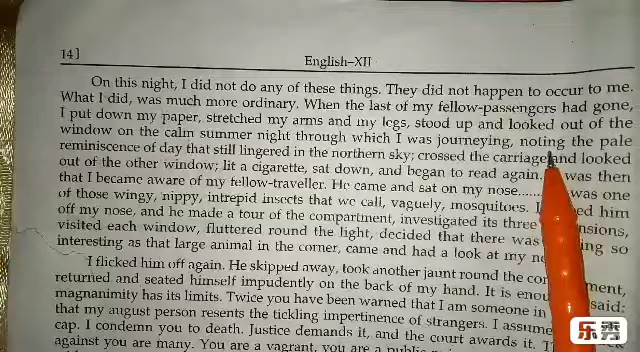 14]
English–XII
On this night, I did not do any of these things. They did not happen to occur to me.
What I did, was much more ordinary. When the last of my fellow-passengers had gone,
I put down my paper, stretched my arms and my legs, stood up and looked out of the
window on the calm summer night through which I was journeying, noting the pale
reminiscence of day that still lingered in the northern sky; crossed the carriage and looked
out of the other window; lit a cigarette, sat down, and began to read again. was then
that I became aware of my fellow-traveller. He came and sat on my nose...... was one
of those wingy, nippy, intrepid insects that we call, vaguely, mosquitoes. I him
off my nose, and he made a tour of the compartment, investigated its three
visited each window, fluttered round the light, decided that there was so
interesting as that large animal in the corner, came and had a look at my
I flicked him off again. He skipped away, took another jaunt round the
returned and seated himself impudently on the back of my hand. It is said:
magnanimity has its limits. Twice you have been warned that I am someone in
that my august person resents the tickling impertinence of strangers. I assume
cap. I condemn you to death. Justice demands it, and the court awards it.
against you are many. You are a vagrant, you are a
乐秀